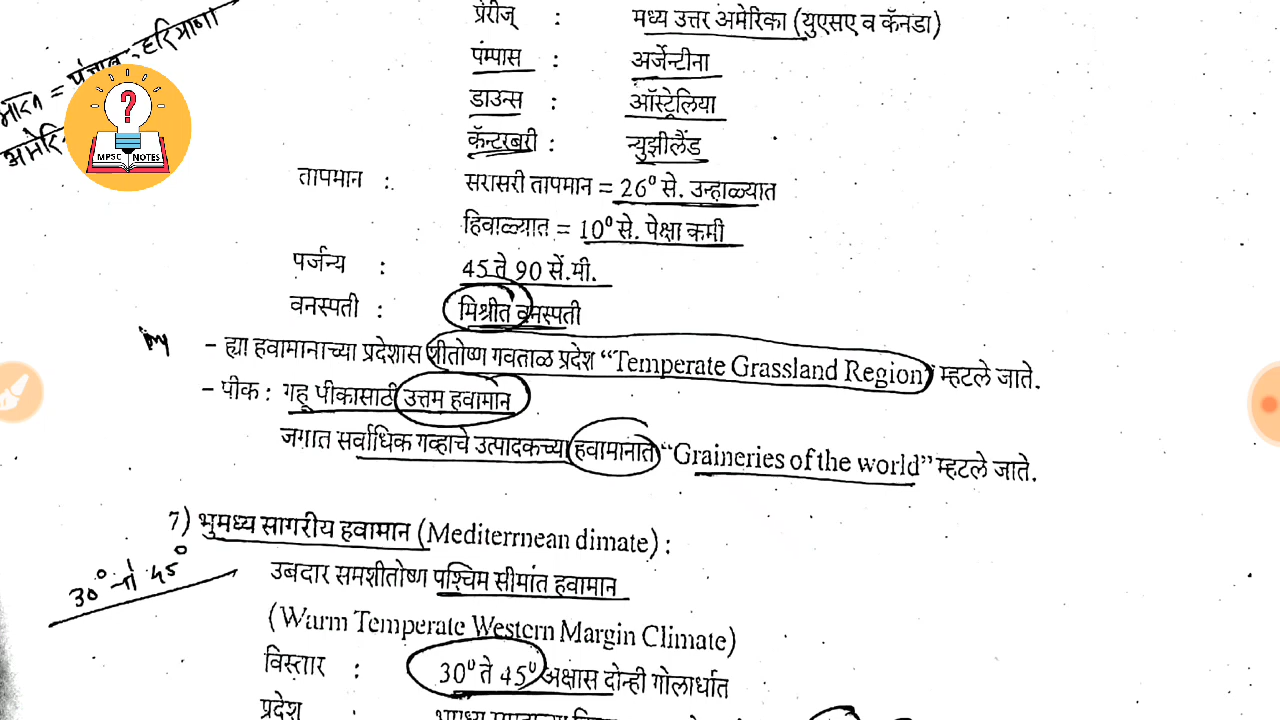 भारत = पंजाब, हरियाणा
MPSC NOTES
प्रेरीज् : मध्य उत्तर अमेरिका (युएसए व कॅनडा)
पंम्पास : अर्जेन्टीना
डाउन्स : ऑस्ट्रेलिया
कॅन्टरबरी : न्युझीलैंड
तापमान : सरासरी तापमान = 26° से. उन्हाळ्यात
हिवाळ्यात = 10° से. पेक्षा कमी
पर्जन्य : 45 ते 90 सें.मी.
वनस्पती : मिश्रीत वनस्पती
- ह्या हवामानाच्या प्रदेशास शीतोष्ण गवताळ प्रदेश “Temperate Grassland Region” म्हटले जाते.
- पीक : गहू पीकासाठी उत्तम हवामान
जगात सर्वाधिक गव्हाचे उत्पादकच्या हवामानाते “Graineries of the world” म्हटले जाते.
7) भुमध्य सागरीय हवामान (Mediterrnean dimate) :
30° ते 45°
उबदार समशीतोष्ण पश्चिम सीमांत हवामान
(Warm Temperate Western Margin Climate)
विस्तार : 30° ते 45° अक्षास दोन्ही गोलार्धात
प्रदेश :